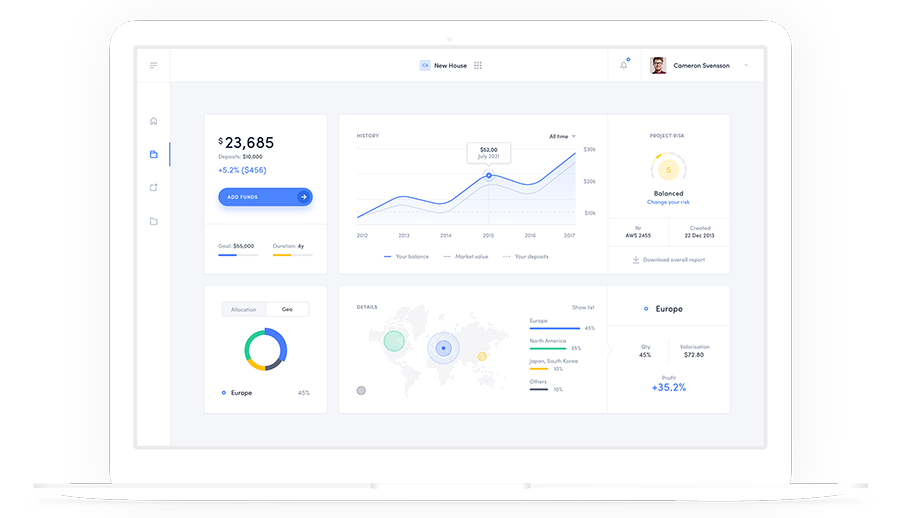 CA New House
Cameron Svensson
$23,685
Deposits: $10,000
+5.2% ($456)
ADD FUNDS
Goal: $55,000
Duration: 4y
HISTORY
All time
$52,00
July 2021
$30k
$20k
$10k
2012 2013 2014 2015 2016 2017
Your balance
Market value
Your deposits
PROJECT RISK
5
Balanced
Change your risk
Nr
AWS 2455
Created
22 Dec 2013
Download overall report
Allocation
Geo
Europe 45%
DETAILS
Show list
Europe
45%
North America
35%
Japan, South Korea
10%
Others
10%
Europe
Qty
45%
Valorisation
$72.80
Profit
+35.2%